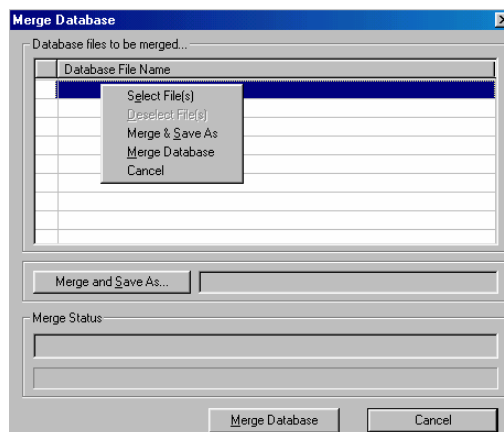 Merge Database
Database files to be merged...
Database File Name
Select File(s)
Deselect File(s)
Merge & Save As
Merge Database
Cancel
Merge and Save As...
Merge Status
Merge Database
Cancel